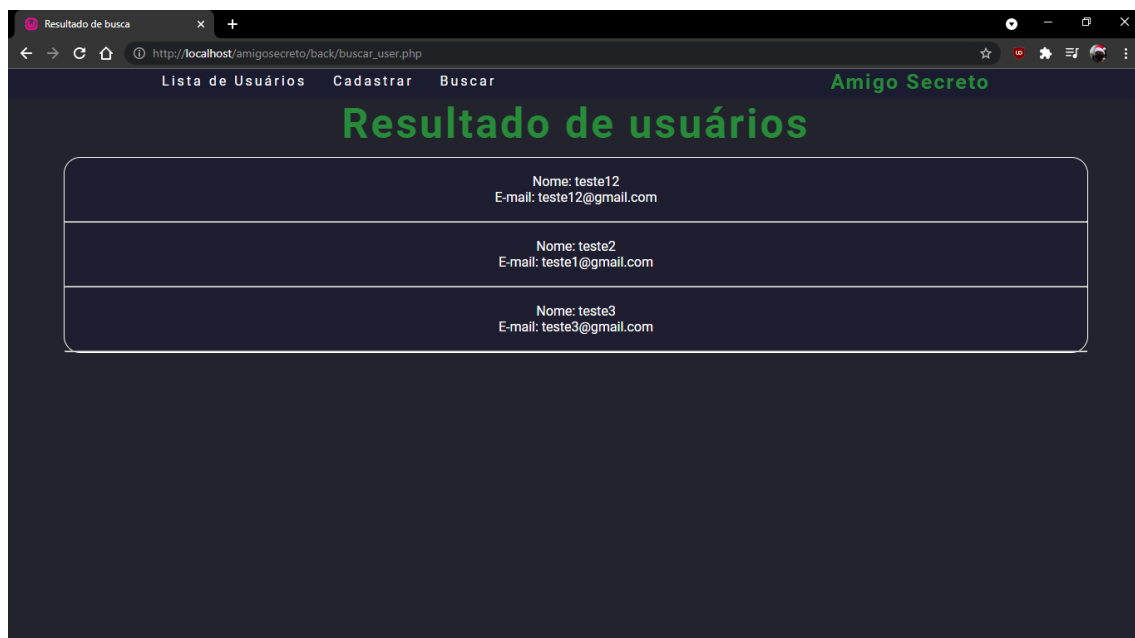 Resultado de busca
http://localhost/amigosecreto/back/buscar_user.php
Lista de Usuários Cadastrar Buscar Amigo Secreto
Resultado de usuários
Nome: teste12
E-mail: teste12@gmail.com
Nome: teste2
E-mail: teste1@gmail.com
Nome: teste3
E-mail: teste3@gmail.com